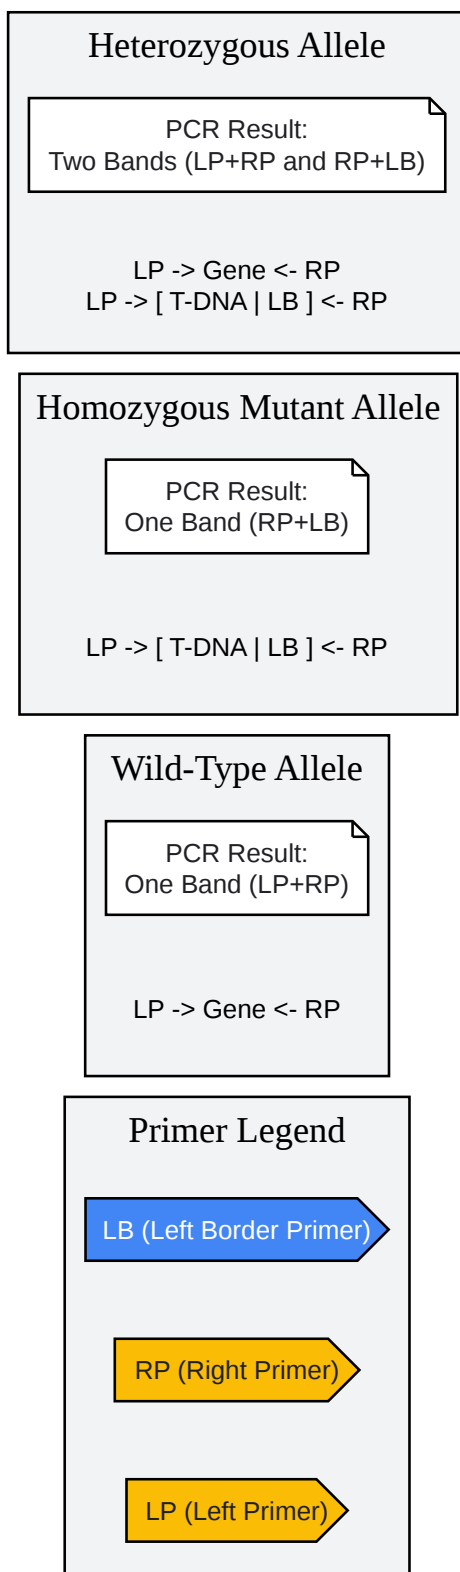 Heterozygous Allele
PCR Result:
Two Bands (LP+RP and RP+LB)
LP -> Gene <- RP
LP -> [ T-DNA | LB ] <- RP
Homozygous Mutant Allele
PCR Result:
One Band (RP+LB)
LP -> [ T-DNA | LB ] <- RP
Wild-Type Allele
PCR Result:
One Band (LP+RP)
LP -> Gene <- RP
Primer Legend
LB (Left Border Primer)
RP (Right Primer)
LP (Left Primer)